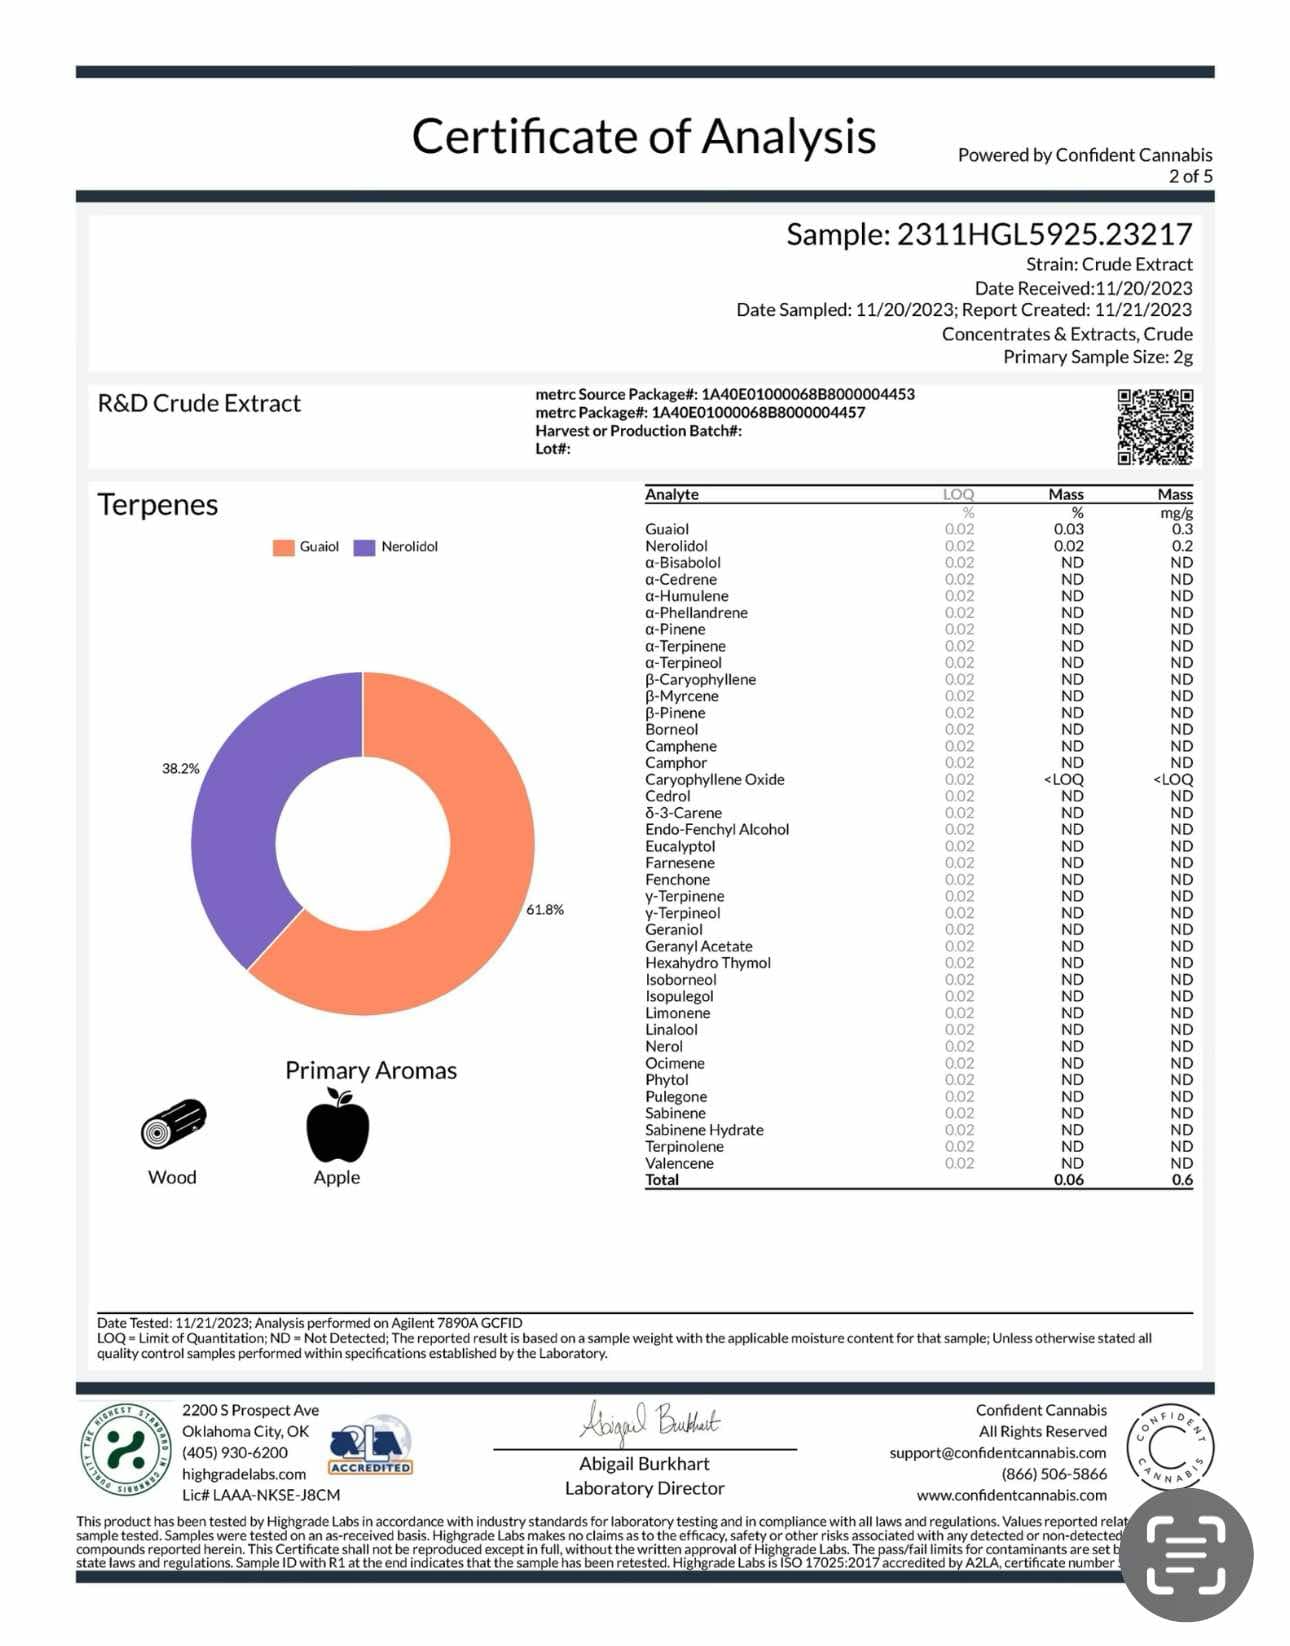 Certificate of Analysis
Powered by Confident Cannabis
2 of 5
Sample: 2311HGL5925.23217
Strain: Crude Extract
Date Received:11/20/2023
Date Sampled: 11/20/2023; Report Created: 11/21/2023
Concentrates & Extracts, Crude
Primary Sample Size: 2g
R&D Crude Extract
metrc Source Package#: 1A40E01000068B8000004453
metrc Package#: 1A40E01000068B8000004457
Harvest or Production Batch#:
Lot#:
Terpenes
Guaiol Nerolidol
38.2%
61.8%
Primary Aromas
Wood Apple
Analyte LOQ Mass Mass
% % mg/g
Guaiol 0.02 0.03 0.3
Nerolidol 0.02 0.02 0.2
α-Bisabolol 0.02 ND ND
α-Cedrene 0.02 ND ND
α-Humulene 0.02 ND ND
α-Phellandrene 0.02 ND ND
α-Pinene 0.02 ND ND
α-Terpinene 0.02 ND ND
α-Terpineol 0.02 ND ND
β-Caryophyllene 0.02 ND ND
β-Myrcene 0.02 ND ND
β-Pinene 0.02 ND ND
Borneol 0.02 ND ND
Camphene 0.02 ND ND
Camphor 0.02 ND ND
Caryophyllene Oxide 0.02 <LOQ <LOQ
Cedrol 0.02 ND ND
δ-3-Carene 0.02 ND ND
Endo-Fenchyl Alcohol 0.02 ND ND
Eucalyptol 0.02 ND ND
Farnesene 0.02 ND ND
Fenchone 0.02 ND ND
γ-Terpinene 0.02 ND ND
γ-Terpineol 0.02 ND ND
Geraniol 0.02 ND ND
Geranyl Acetate 0.02 ND ND
Hexahydro Thymol 0.02 ND ND
Isoborneol 0.02 ND ND
Isopulegol 0.02 ND ND
Limonene 0.02 ND ND
Linalool 0.02 ND ND
Nerol 0.02 ND ND
Ocimene 0.02 ND ND
Phytol 0.02 ND ND
Pulegone 0.02 ND ND
Sabinene 0.02 ND ND
Sabinene Hydrate 0.02 ND ND
Terpinolene 0.02 ND ND
Valencene 0.02 ND ND
Total 0.06 0.6
Date Tested: 11/21/2023; Analysis performed on Agilent 7890A GCFID
LOQ = Limit of Quantitation; ND = Not Detected; The reported result is based on a sample weight with the applicable moisture content for that sample; Unless otherwise stated all
quality control samples performed within specifications established by the Laboratory.
THE HIGHEST STANDARD IN CANNABIS QUALITY
2200 S Prospect Ave
Oklahoma City, OK
(405) 930-6200
highgradelabs.com
Lic# LAAA-NKSE-J8CM
A2LA
ACCREDITED
Abigail Burkhart
Abigail Burkhart
Laboratory Director
Confident Cannabis
All Rights Reserved
support@confidentcannabis.com
(866) 506-5866
www.confidentcannabis.com
CONFIDENT CANNABIS
This product has been tested by Highgrade Labs in accordance with industry standards for laboratory testing and in compliance with all laws and regulations. Values reported
sample tested. Samples were tested on an as-received basis. Highgrade Labs makes no claims as to the efficacy, safety or other risks associated with any detected or non-detected
compounds reported herein. This Certificate shall not be reproduced except in full, without the written approval of Highgrade Labs. The pass/fail limits for contaminants are set
state laws and regulations. Sample ID with R1 at the end indicates that the sample has been retested. Highgrade Labs is ISO 17025:2017 accredited by A2LA, certificate number